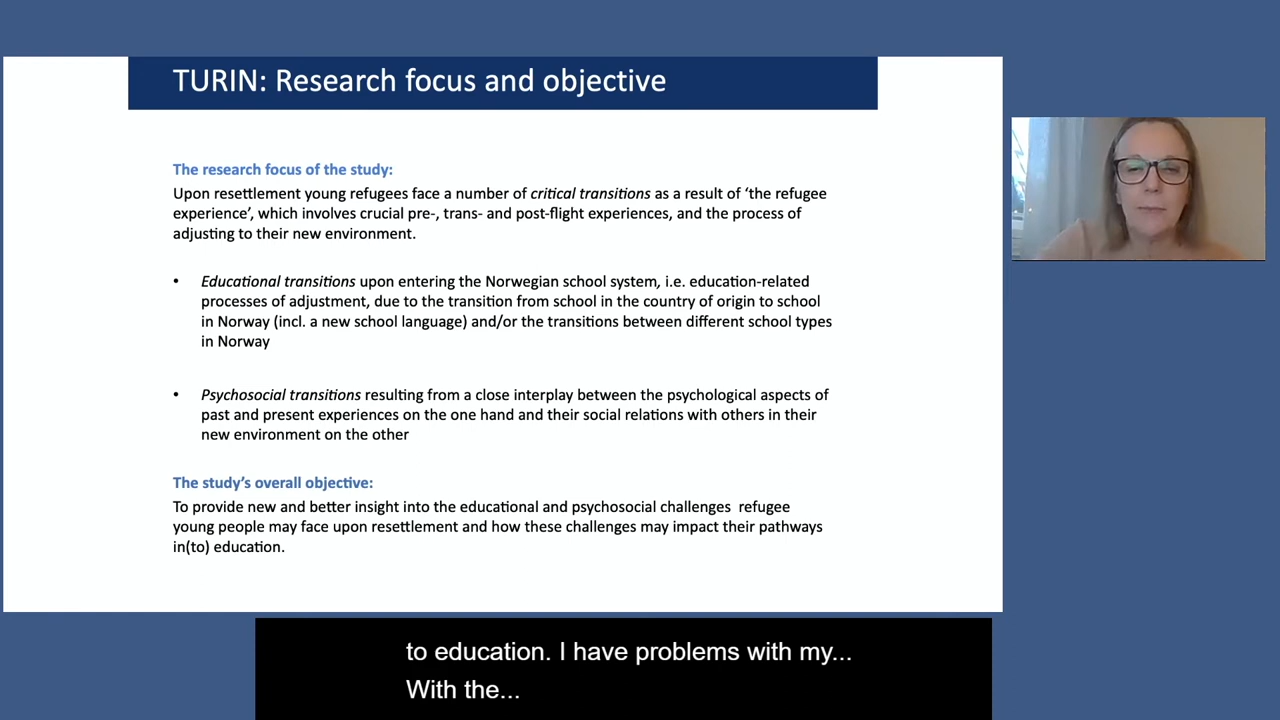 TURIN: Research focus and objective
The research focus of the study:
Upon resettlement young refugees face a number of critical transitions as a result of ‘the refugee
experience’, which involves crucial pre-, trans- and post-flight experiences, and the process of
adjusting to their new environment.
• Educational transitions upon entering the Norwegian school system, i.e. education-related
processes of adjustment, due to the transition from school in the country of origin to school
in Norway (incl. a new school language) and/or the transitions between different school types
in Norway
• Psychosocial transitions resulting from a close interplay between the psychological aspects of
past and present experiences on the one hand and their social relations with others in their
new environment on the other
The study’s overall objective:
To provide new and better insight into the educational and psychosocial challenges  refugee
young people may face upon resettlement and how these challenges may impact their pathways
in(to) education.
to education. I have problems with my...
With the...